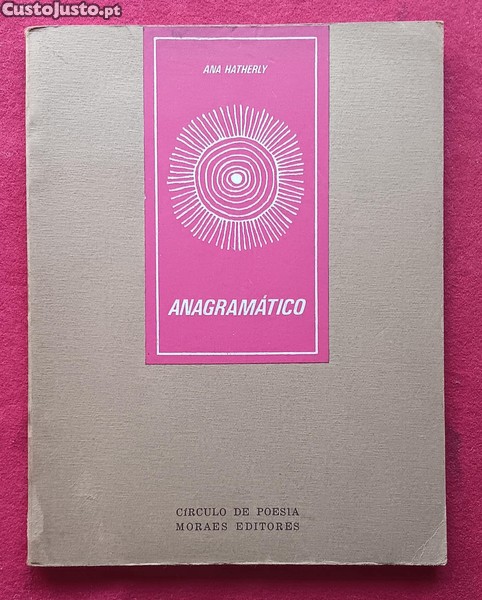 CustoJusto.pt
ANA HATHERLY
ANAGRAMÁTICO
CÍRCULO DE POESIA
MORAES EDITORES